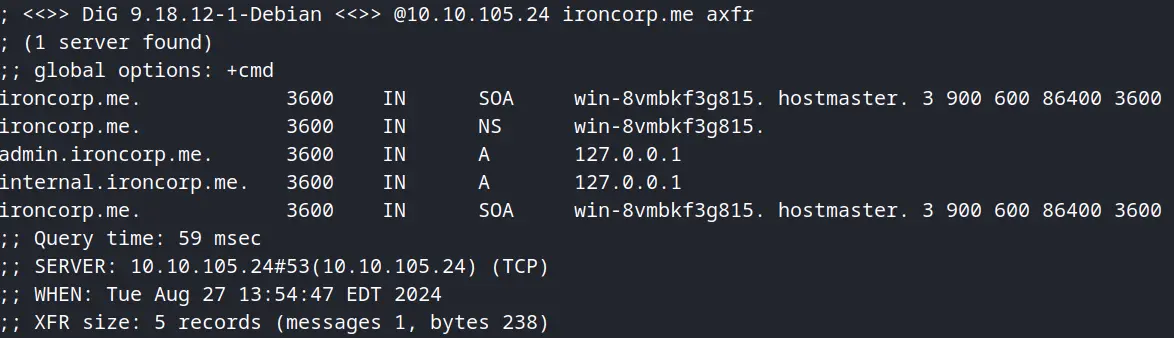 ; <<>> DiG 9.18.12-1-Debian <<>> @10.10.105.24 ironcorp.me axfr
; (1 server found)
;; global options: +cmd
ironcorp.me. 3600 IN SOA win-8vmbkf3g815. hostmaster. 3 900 600 86400 3600
ironcorp.me. 3600 IN NS win-8vmbkf3g815.
admin.ironcorp.me. 3600 IN A 127.0.0.1
internal.ironcorp.me. 3600 IN A 127.0.0.1
ironcorp.me. 3600 IN SOA win-8vmbkf3g815. hostmaster. 3 900 600 86400 3600
;; Query time: 59 msec
;; SERVER: 10.10.105.24#53(10.10.105.24) (TCP)
;; WHEN: Tue Aug 27 13:54:47 EDT 2024
;; XFR size: 5 records (messages 1, bytes 238)